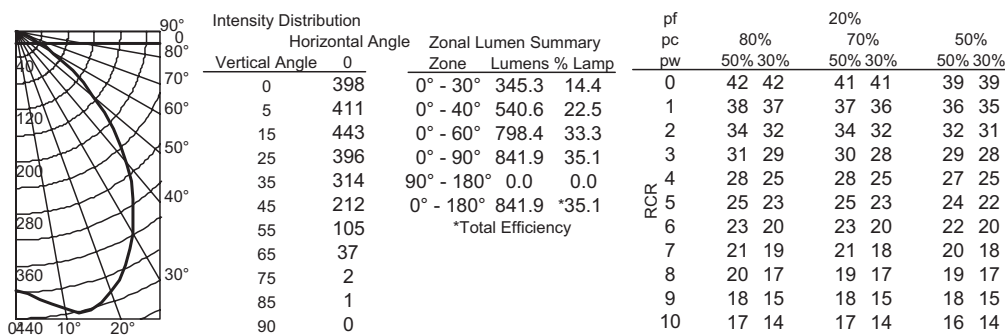 90°
0
80°
40
70°
120
60°
50°
200
40°
280
360
30°
0 440 10° 20°
Intensity Distribution
Horizontal Angle
Vertical Angle 0
0 398
5 411
15 443
25 396
35 314
45 212
55 105
65 37
75 2
85 1
90 0
Zonal Lumen Summary
Zone Lumens % Lamp
0° - 30° 345.3 14.4
0° - 40° 540.6 22.5
0° - 60° 798.4 33.3
0° - 90° 841.9 35.1
90° - 180° 0.0 0.0
0° - 180° 841.9 *35.1
*Total Efficiency
pf 20%
pc 80% 70% 50%
pw 50% 30% 50% 30% 50% 30%
RCR
0 42 42 41 41 39 39
1 38 37 37 36 36 35
2 34 32 34 32 32 31
3 31 29 30 28 29 28
4 28 25 28 25 27 25
5 25 23 25 23 24 22
6 23 20 23 20 22 20
7 21 19 21 18 20 18
8 20 17 19 17 19 17
9 18 15 18 15 18 15
10 17 14 17 14 16 14